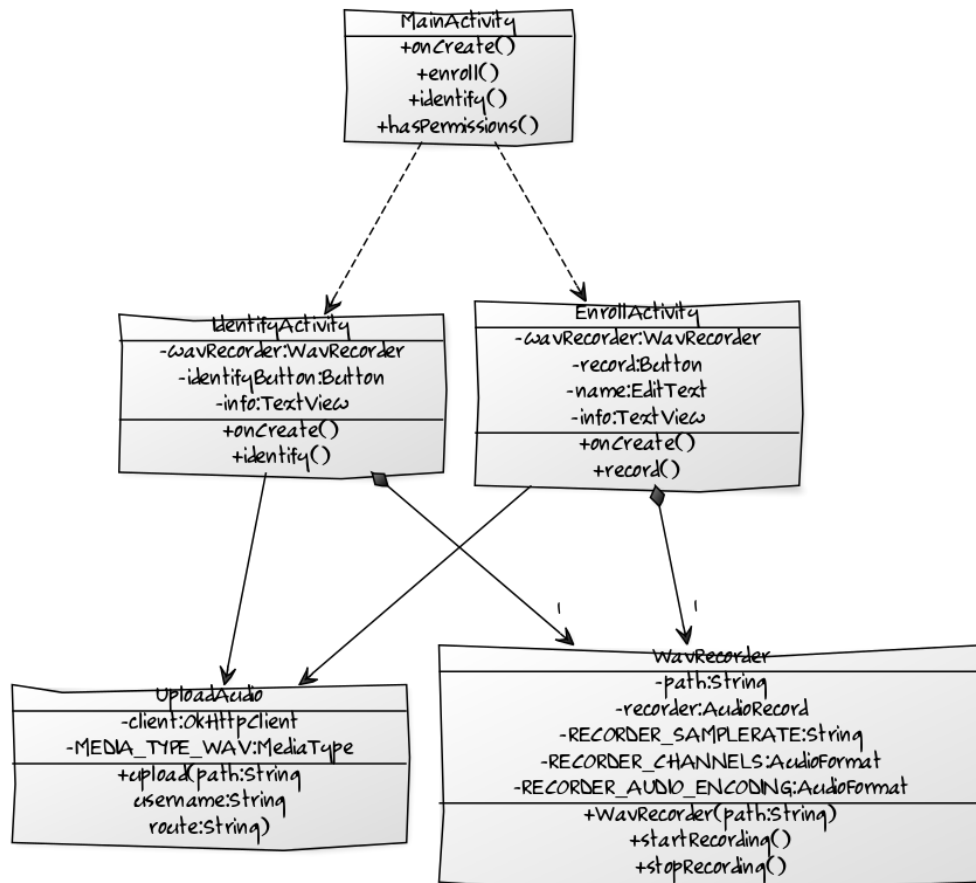 MainActivity
+onCreate()
+enroll()
+identify()
+hasPermissions()
IdentifyActivity
-wavRecorder:WavRecorder
-identifyButton:Button
-info:TextView
+onCreate()
+identify()
EnrollActivity
-wavRecorder:WavRecorder
-record:Button
-name:EditText
-info:TextView
+onCreate()
+record()
1
1
UploadAudio
-client:OkHttpClient
-MEDIA_TYPE_WAV:MediaType
+upload(path:String
username:String
route:String)
WavRecorder
-path:String
-recorder:AudioRecord
-RECORDER_SAMPLERATE:String
-RECORDER_CHANNELS:AudioFormat
-RECORDER_AUDIO_ENCODING:AudioFormat
+WavRecorder(path:String)
+startRecording()
+stopRecording()